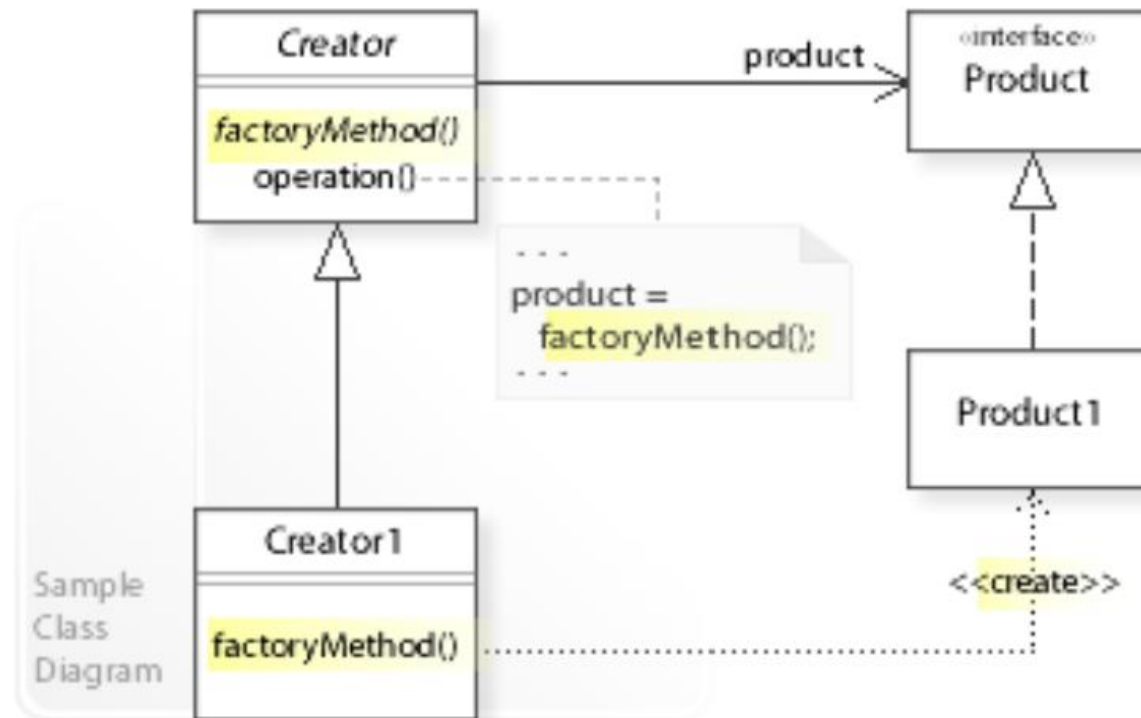 Creator
factoryMethod()
operation()
product
«interface»
Product
- - -
product =
factoryMethod();
- - -
Product1
Creator1
factoryMethod()
<<create>>
Sample
Class
Diagram